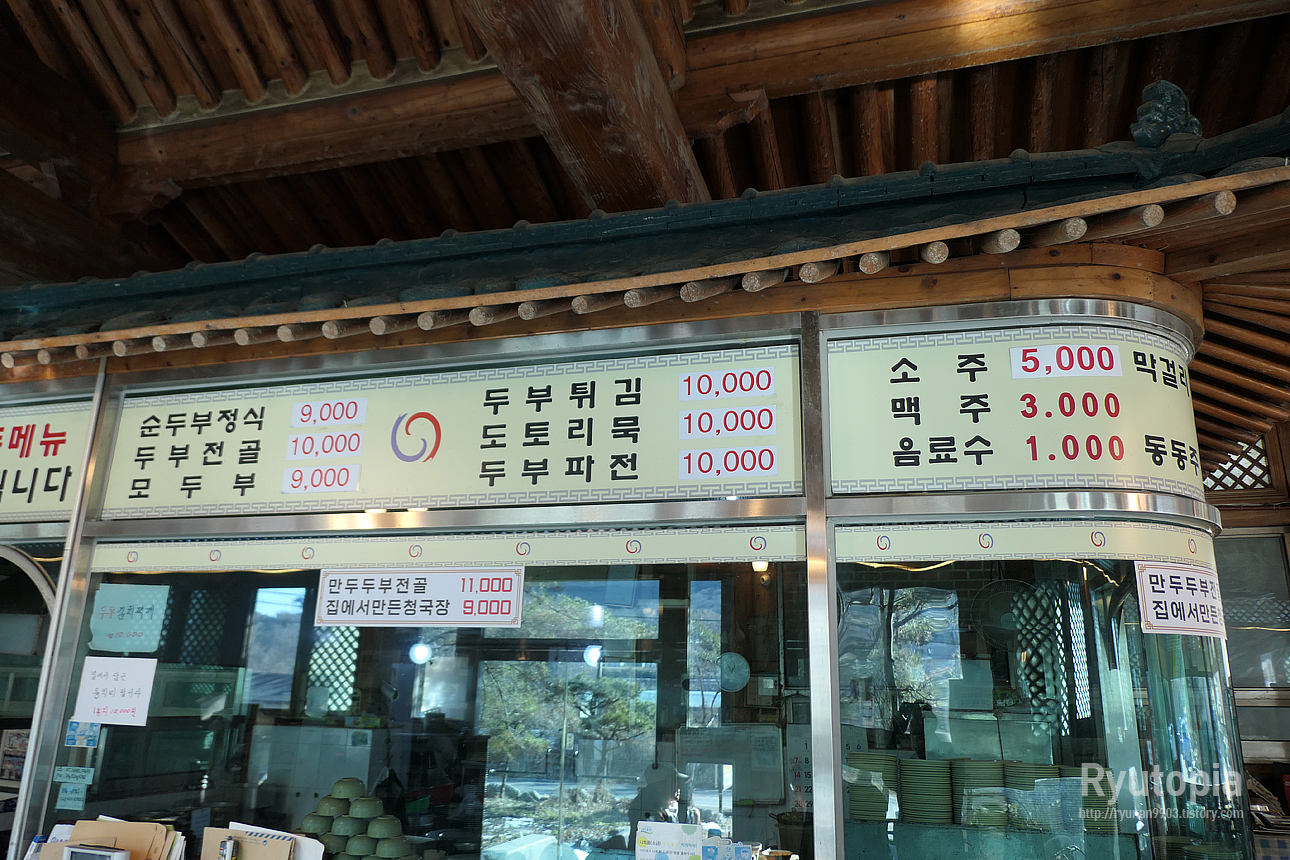 메뉴
니다
순두부정식 9,000
두부전골 10,000
모두부 9,000
두부튀김 10,000
도토리묵 10,000
두부파전 10,000
소주 5,000 막걸리
맥주 3.000
음료수 1.000 동동주
만두두부전골 11,000
집에서만든청국장 9,000
만두두부전골
집에서만든
Ryutopia
http://ryunan9903.tistory.com